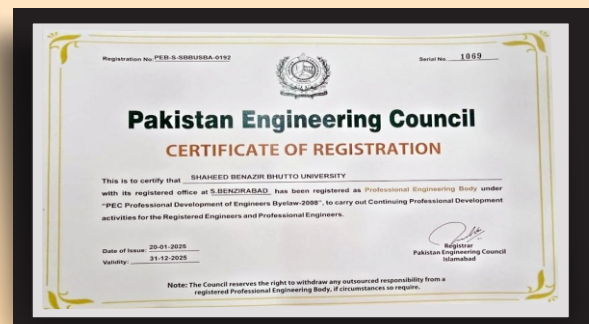 Registration No: PEB-S-SBBUSBA-0192
Serial No. 1069
Pakistan Engineering Council
CERTIFICATE OF REGISTRATION
This is to certify that SHAHEED BENAZIR BHUTTO UNIVERSITY
with its registered office at S.BENZIRABAD has been registered as Professional Engineering Body under
"PEC Professional Development of Engineers Byelaw-2008", to carry out Continuing Professional Development
activities for the Registered Engineers and Professional Engineers.
Date of Issue: 20-01-2025
Validity: 31-12-2025
Registrar
Pakistan Engineering Council
Islamabad
Note: The Council reserves the right to withdraw any outsourced responsibility from a
registered Professional Engineering Body, if circumstances so require.